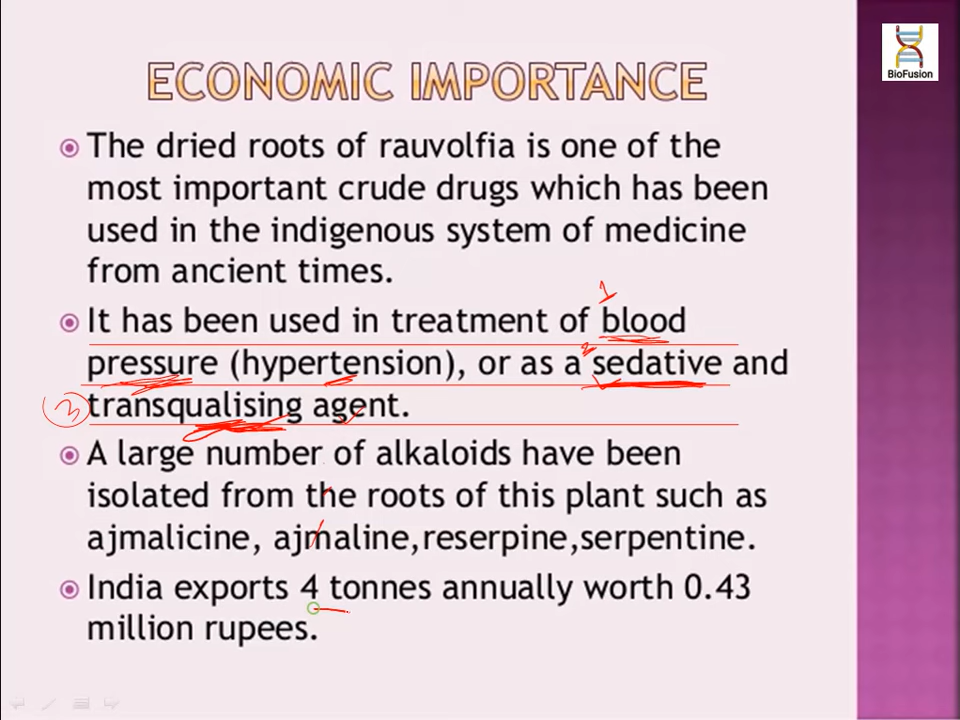 BioFusion
ECONOMIC IMPORTANCE
The dried roots of rauvolfia is one of the
most important crude drugs which has been
used in the indigenous system of medicine
from ancient times.
1
It has been used in treatment of blood
2
pressure (hypertension), or as a sedative and
3 transqualising agent.
A large number of alkaloids have been
isolated from the roots of this plant such as
ajmalicine, ajmaline,reserpine,serpentine.
India exports 4 tonnes annually worth 0.43
million rupees.